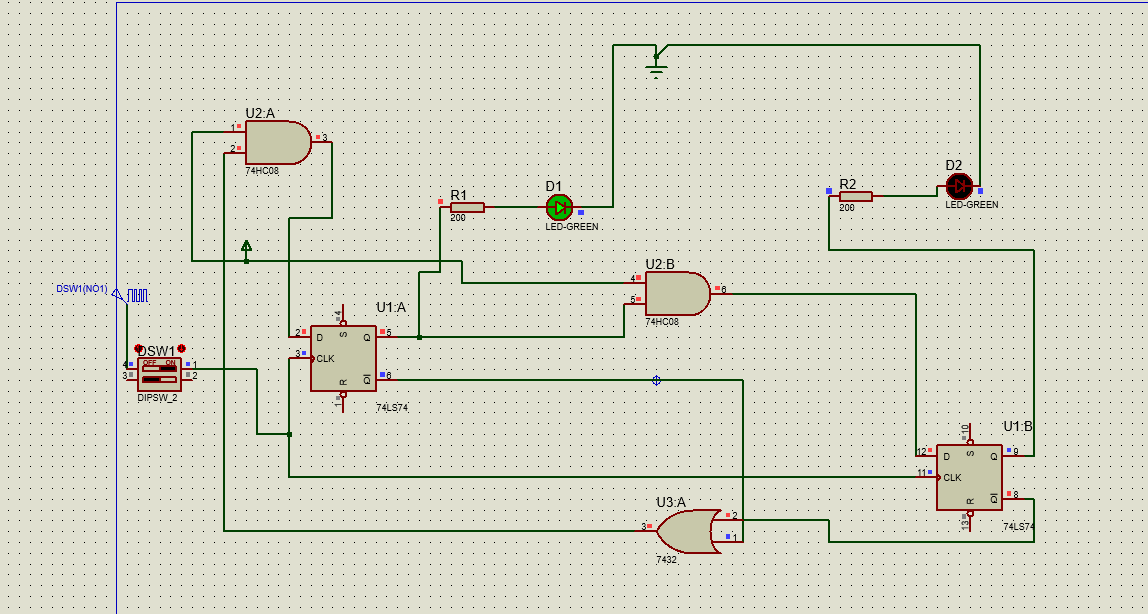 U2:A
1
3
2
74HC08
D2
D1
R2
R1
200
200
LED-GREEN
LED-GREEN
U2:B
4
6
5
74HC08
DSW1(NO1)
U1:A
4
2
D
S
Q
5
3
CLK
R
Q
6
1
74LS74
DSW1
OFF ON
4
1
3
2
DIPSW_2
U1:B
10
12
D
S
Q
9
11
CLK
R
Q
8
13
74LS74
U3:A
2
3
1
7432